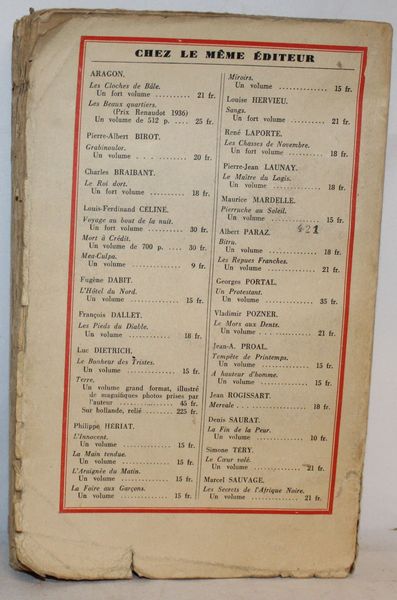 CHEZ LE MÊME ÉDITEUR
ARAGON.
Les Cloches de Bâle.
Un fort volume ........... 21 fr.
Les Beaux quartiers.
(Prix Renaudot 1936)
Un volume de 512 p. .... 25 fr.
Pierre-Albert BIROT.
Grabinoulor.
Un volume . . ........... 20 fr.
Charles BRAIBANT.
Le Roi dort.
Un fort volume .......... 18 fr.
Louis-Ferdinand CELINE.
Voyage au bout de la nuit.
Un fort volume .......... 30 fr.
Mort à Crédit.
Un volume de 700 p. .... 30 fr.
Mea-Culpa.
Un volume ............... 9 fr.
Eugène DABIT.
L'Hôtel du Nord.
Un volume ............... 15 fr.
François DALLET.
Les Pieds du Diable.
Un volume ............... 18 fr.
Luc DIETRICH.
Le Bonheur des Tristes.
Un volume ............... 15 fr.
Terre.
Un volume grand format, illustré
de magnifiques photos prises par
l'auteur ................. 45 fr.
Sur hollande, relié ..... 225 fr.
Philippe HÉRIAT.
L'Innocent.
Un volume ............... 15 fr.
La Main tendue.
Un volume ............... 15 fr.
L'Araignée du Matin.
Un volume ............... 15 fr.
La Foire aux Garçons.
Un volume ............... 15 fr.
Miroirs.
Un volume ............... 15 fr.
Louise HERVIEU.
Sangs.
Un fort volume .......... 21 fr.
René LAPORTE.
Les Chasses de Novembre.
Un fort volume .......... 18 fr.
Pierre-Jean LAUNAY.
Le Maître du Logis.
Un volume ............... 18 fr.
Maurice MARDELLE.
Pierruche au Soleil.
Un volume ............... 15 fr.
421
Albert PARAZ.
Bitru.
Un volume ............... 18 fr.
Les Repues Franches.
Un volume ............... 21 fr.
Georges PORTAL.
Un Protestant.
Un volume ............... 35 fr.
Vladimir POZNER.
Le Mors aux Dents.
Un volume . ............. 21 fr.
Jean-A. PROAL.
Tempête de Printemps.
Un volume ............... 15 fr.
A hauteur d'homme.
Un volume ............... 15 fr.
Jean ROGISSART.
Mervale .................. 18 fr.
Denis SAURAT.
La Fin de la Peur.
Un volume ............... 10 fr.
Simone TÉRY.
Le Cœur volé.
Un volume ............... 21 fr.
Marcel SAUVAGE.
Les Secrets de l'Afrique Noire.
Un volume ............... 21 fr.